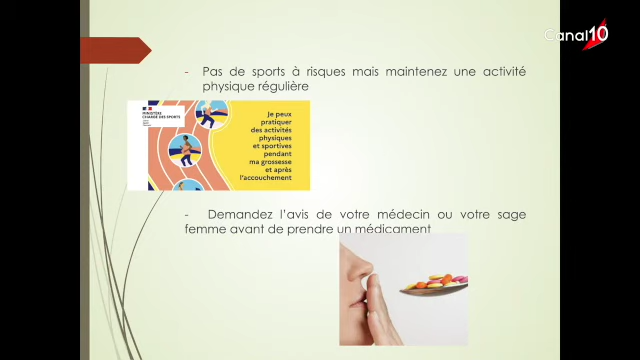 Canal10
- Pas de sports à risques mais maintenez une activité
physique régulière
MINISTÈRE
CHARGÉ DES SPORTS
Je peux
pratiquer
des activités
physiques
et sportives
pendant
ma grossesse
et après
l'accouchement
- Demandez l'avis de votre médecin ou votre sage
femme avant de prendre un médicament